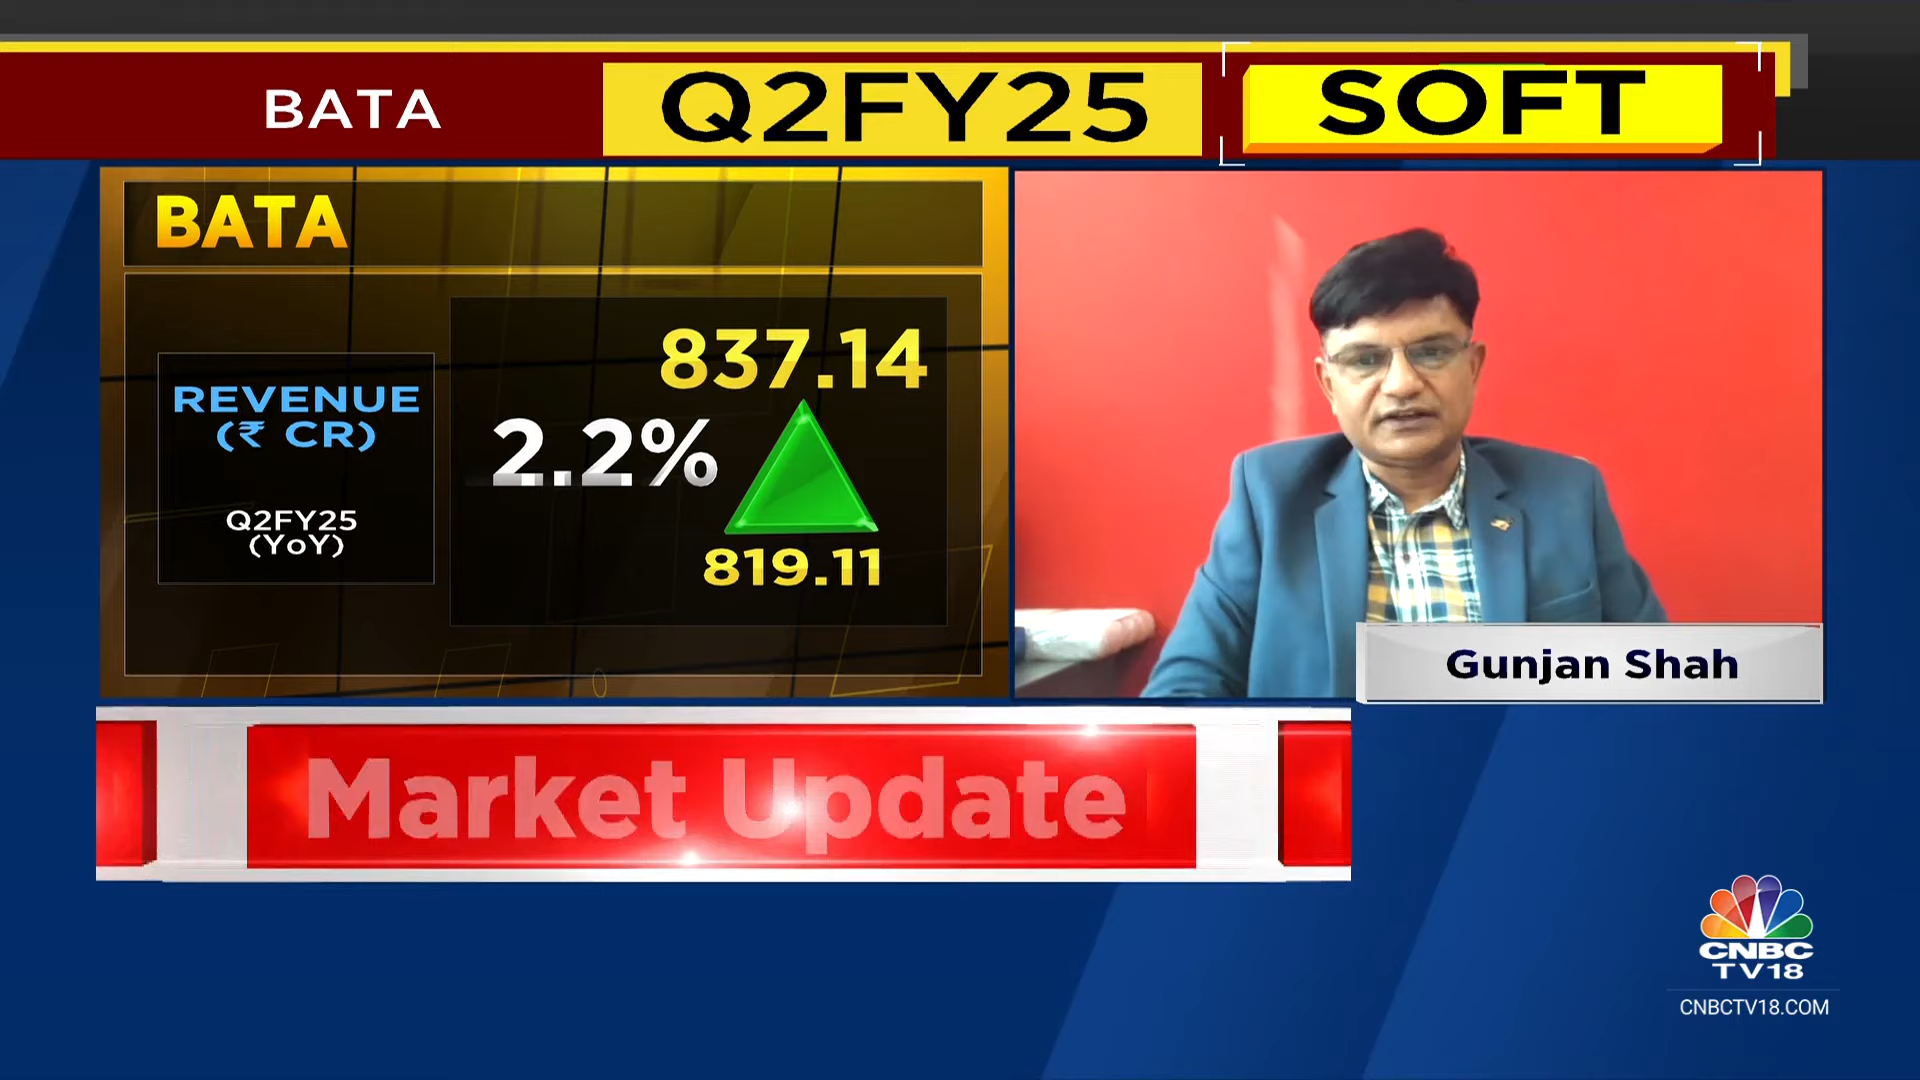 BATA
Q2FY25
SOFT
BATA
REVENUE
(₹ CR)
Q2FY25
(YoY)
837.14
2.2%
819.11
Gunjan Shah
Market Update
CNBC
TV18
CNBCTV18.COM